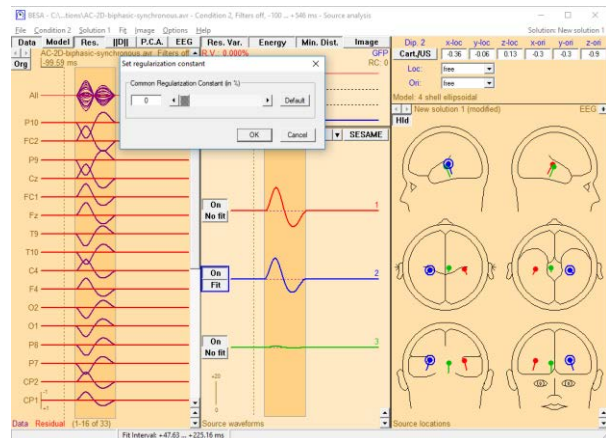 BESA - C:\...tions\AC-2D-biphasic-synchronous.avr - Condition 2, Filters off, -100 ... +346 ms - Source analysis
File Condition 2 Solution 1 Fit Image Options Help
Solution: New solution 1
Data Model Res. ||D|| P.C.A. EEG Res. Var. Energy Min. Dist. Image
Dip. 2 x-loc y-loc z-loc x-ori y-ori z-ori
AC-2D-biphasic-synchronous.avr, Filters off
R.V.: 0.000% GFP
Cart./US -0.36 -0.06 0.13 -0.3 -0.3 -0.9
Org -99.59 ms
RC: 0
Set regularization constant
Loc: free
Ori: free
Common Regularization Constant (in %)
Model: 4 shell ellipsoidal
0 Default
New solution 1 (modified) EEG
Hld
OK Cancel
SESAME
All
P10
FC2
P9
Cz
FC1
Fz
T9
T10
C4
F4
O2
O1
P8
P7
CP2
CP1
On
No fit
1
On
Fit
2
On
No fit
3
+20
0
Data Residual (1-16 of 33)
Source waveforms
Source locations
Fit Interval: +47.63 ... +225.16 ms